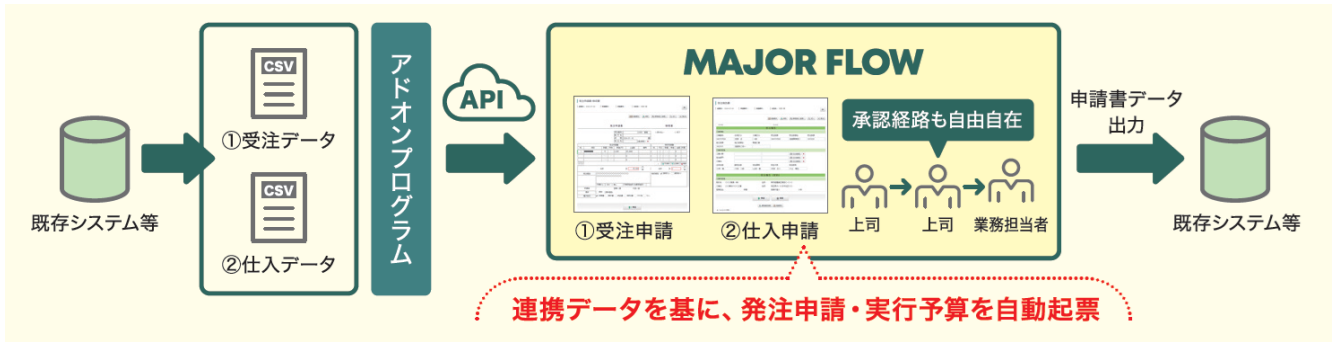 既存システム等
CSV
①受注データ
CSV
②仕入データ
アドオンプログラム
API
MAJOR FLOW
①受注申請
②仕入申請
承認経路も自由自在
上司
上司
業務担当者
申請書データ
出力
既存システム等
連携データを基に、発注申請・実行予算を自動起票